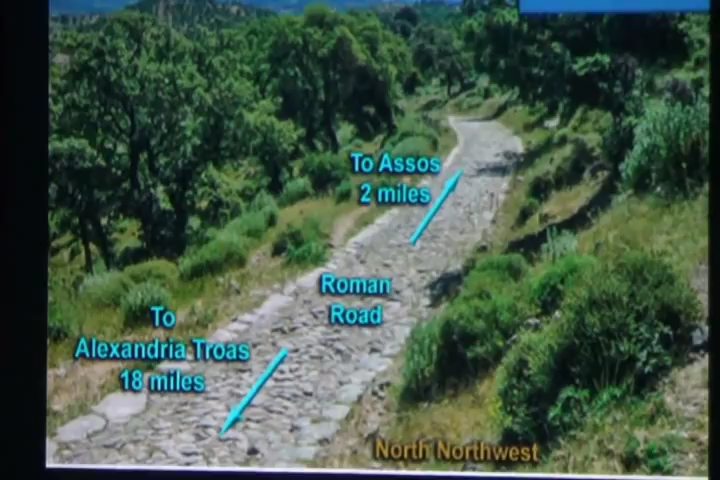 To Assos
2 miles
Roman
Road
To
Alexandria Troas
18 miles
North Northwest